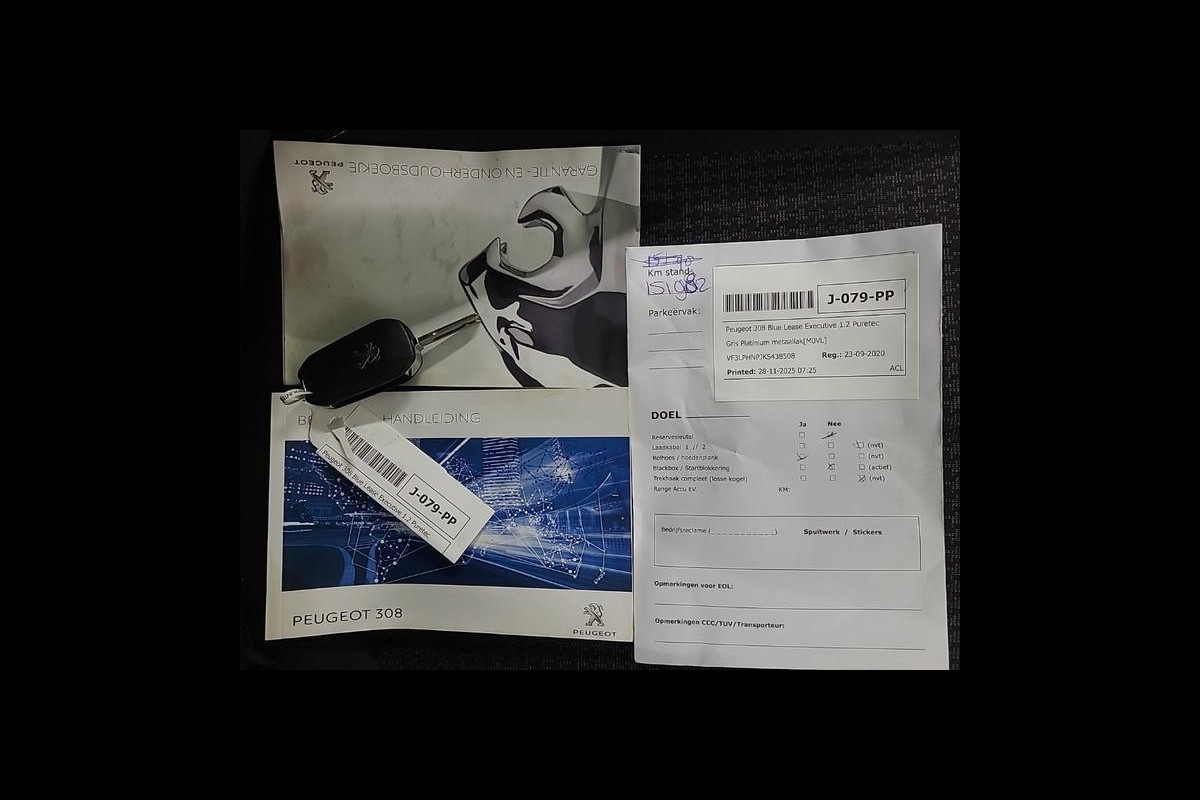 GARANTIE- EN ONDERHOUDSBOEKJE
PEUGEOT
HANDLEIDING
Peugeot 308 Blue Lease Executive 1.2 Puretec
J-079-PP
PEUGEOT 308
PEUGEOT
Km stand:
151982
Parkeervak:
J-079-PP
Peugeot 308 Blue Lease Executive 1.2 Puretec
Gris Platinium metaallak[M0VL]
VF3LPHNPJKS438508 Reg.: 23-09-2020
Printed: 28-11-2025 07:25 ACL
DOEL
Ja Nee
Reservesleutel
Laadkabel 1 // 2 (nvt)
Rolhoes / hoedenplank (nvt)
Blackbox / Startblokkering (actief)
Trekhaak compleet (losse kogel) (nvt)
Range Accu EV KM:
Bedrijfsreclame (_ _ _ _ _ _ _ _ _ _) Spuitwerk / Stickers
Opmerkingen voor EOL:
Opmerkingen CCC/TUV/Transporteur: